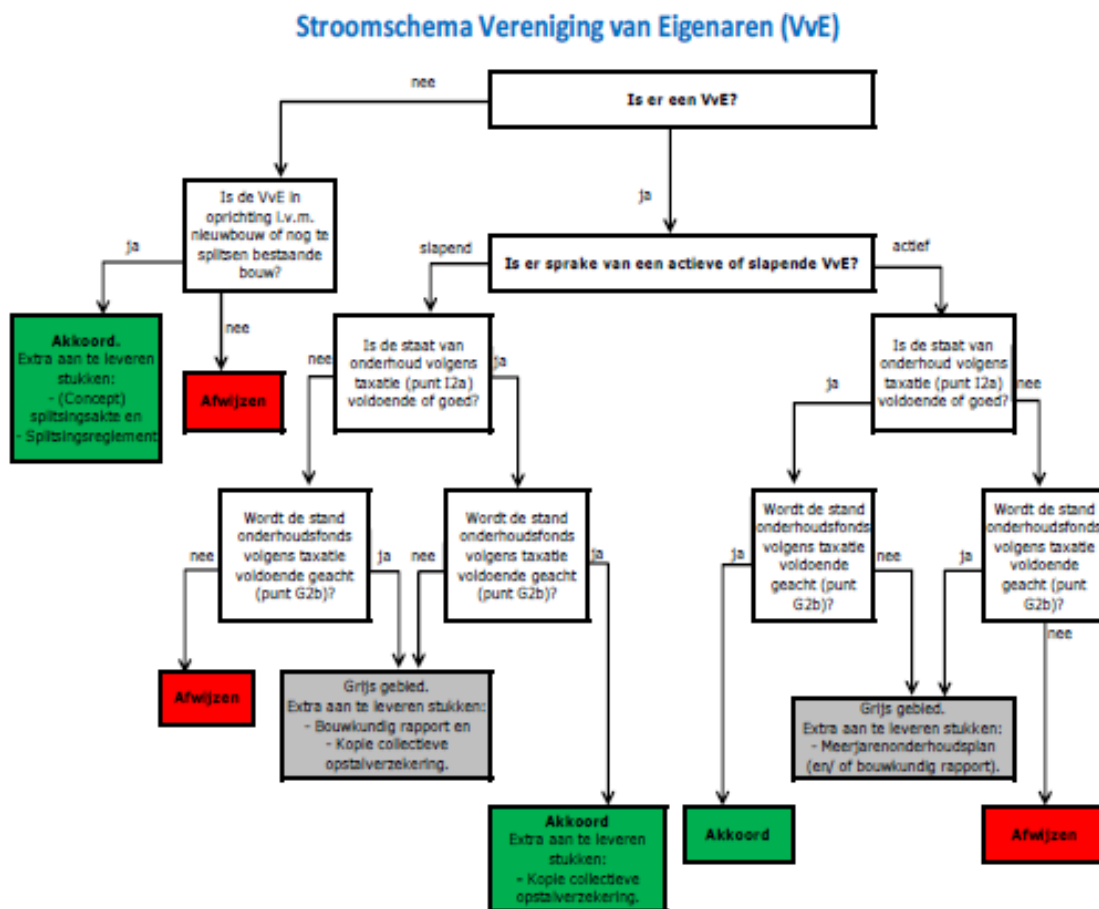 Stroomschema Vereniging van Eigenaren (VvE)
nee
Is er een VvE?
Is de VvE in
oprichting i.v.m.
nieuwbouw of nog te
splitsen bestaande
bouw?
ja
ja
slapend
Is er sprake van een actieve of slapende VvE?
actief
nee
Akkoord.
Extra aan te leveren
stukken:
- (Concept)
splitsingsakte en
- Splitsingsreglement
Afwijzen
nee
Is de staat van
onderhoud volgens
taxatie (punt I2a)
voldoende of goed?
ja
ja
Is de staat van
onderhoud volgens
taxatie (punt I2a)
voldoende of goed?
nee
nee
Wordt de stand
onderhoudsfonds
volgens taxatie
voldoende geacht
(punt G2b)?
ja
nee
Wordt de stand
onderhoudsfonds
volgens taxatie
voldoende geacht
(punt G2b)?
ja
ja
Wordt de stand
onderhoudsfonds
volgens taxatie
voldoende
geacht (punt
G2b)?
nee
ja
Wordt de stand
onderhoudsfonds
volgens taxatie
voldoende
geacht (punt
G2b)?
nee
Afwijzen
Grijs gebied.
Extra aan te leveren stukken:
- Bouwkundig rapport en
- Kopie collectieve
opstalverzekering.
Grijs gebied.
Extra aan te leveren stukken:
- Meerjarenonderhoudsplan
(en/ of bouwkundig rapport).
Akkoord
Extra aan te leveren
stukken:
- Kopie collectieve
opstalverzekering.
Akkoord
Afwijzen